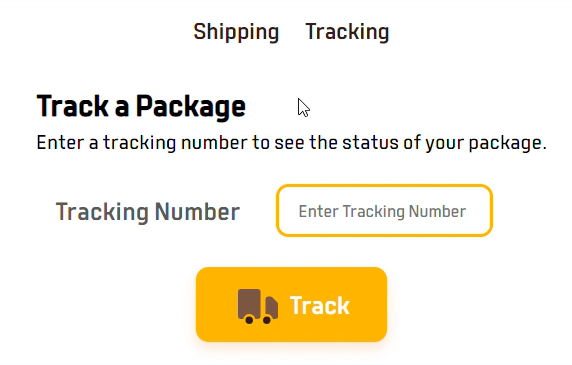 Shipping Tracking
Track a Package
Enter a tracking number to see the status of your package.
Tracking Number
Enter Tracking Number
Track